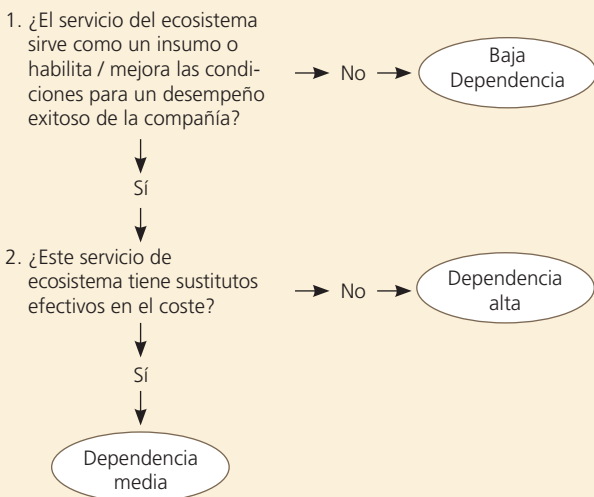 1. ¿El servicio del ecosistema
sirve como un insumo o
habilita / mejora las condi-
ciones para un desempeño
exitoso de la compañía?
No
Baja
Dependencia
Sí
2. ¿Este servicio de
ecosistema tiene sustitutos
efectivos en el coste?
No
Dependencia
alta
Sí
Dependencia
media